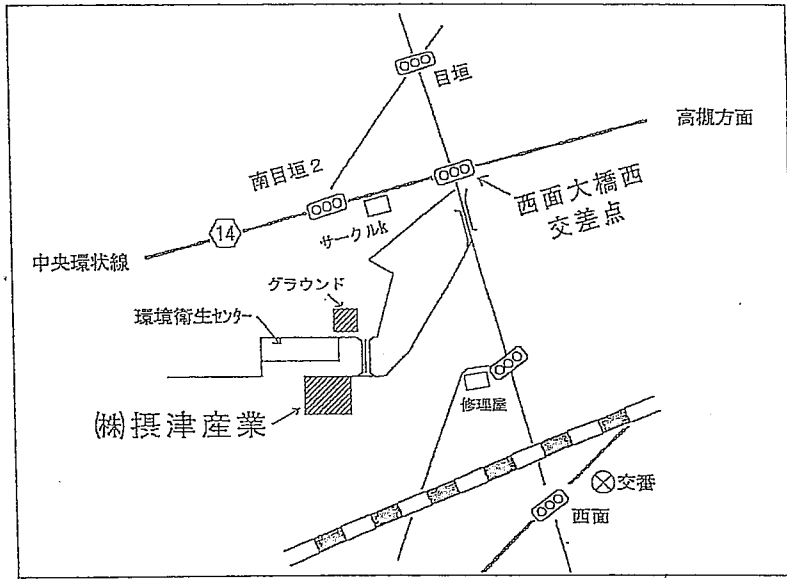 目垣
高槻方面
南目垣2
西面大橋西
交差点
14
サークルk
中央環状線
グラウンド
環境衛生センター
修理屋
㈱摂津産業
交番
西面